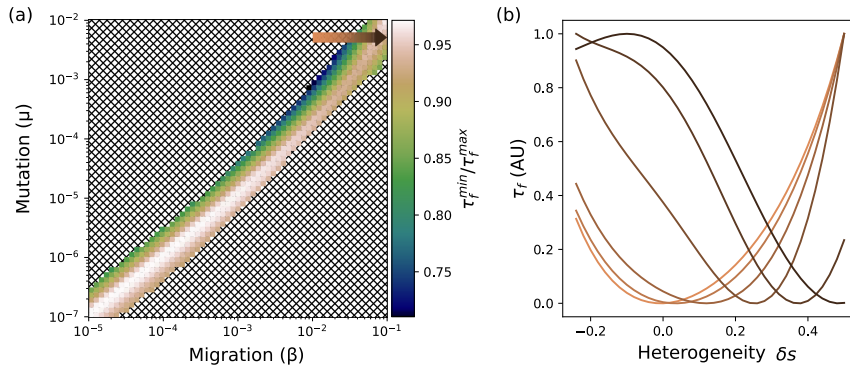 (a)
10⁻²
10⁻³
10⁻⁴
10⁻⁵
10⁻⁶
10⁻⁷
Mutation (μ)
10⁻⁵ 10⁻⁴ 10⁻³ 10⁻² 10⁻¹
Migration (β)
0.95
0.90
0.85
0.80
0.75
τ_f^min/τ_f^max
(b)
1.0
0.8
0.6
0.4
0.2
0.0
τ_f (AU)
−0.2 0.0 0.2 0.4
Heterogeneity δs